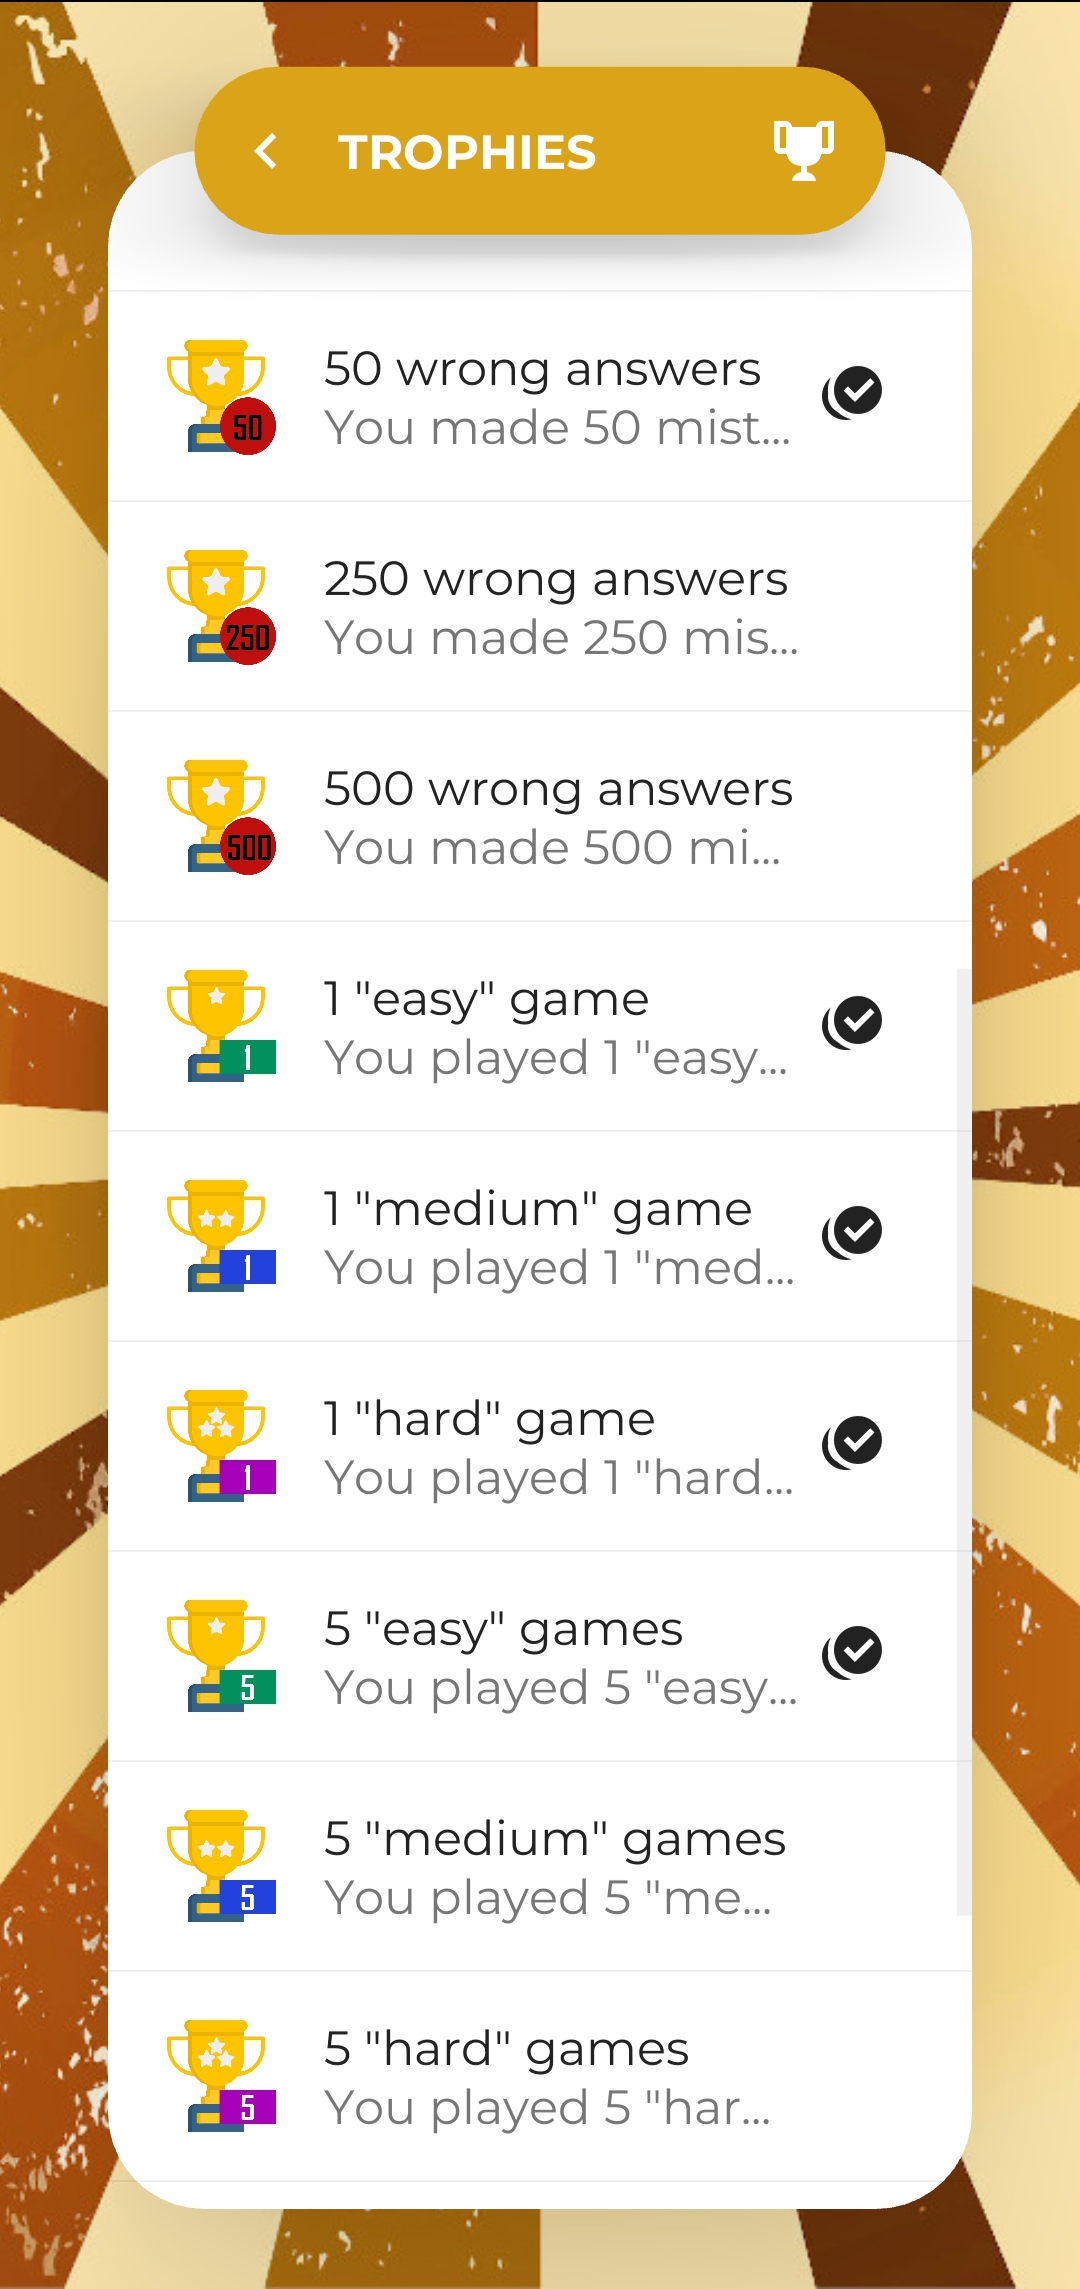 TROPHIES
50 wrong answers
You made 50 mist...
50
250 wrong answers
You made 250 mis...
250
500 wrong answers
You made 500 mi...
500
1 "easy" game
You played 1 "easy...
1
1 "medium" game
You played 1 "med...
1
1 "hard" game
You played 1 "hard...
1
5 "easy" games
You played 5 "easy...
5
5 "medium" games
You played 5 "me...
5
5 "hard" games
You played 5 "har...
5